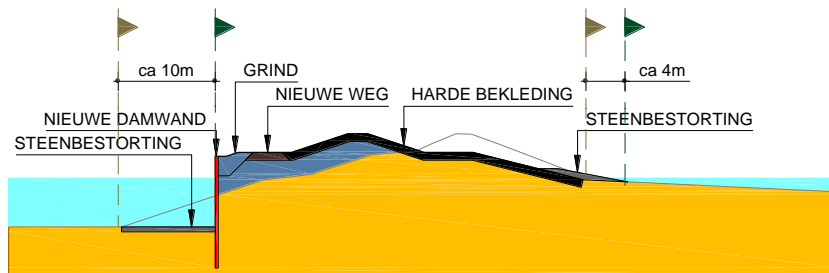 ca 10m
ca 4m
GRIND
NIEUWE WEG
HARDE BEKLEDING
NIEUWE DAMWAND
STEENBESTORTING
STEENBESTORTING